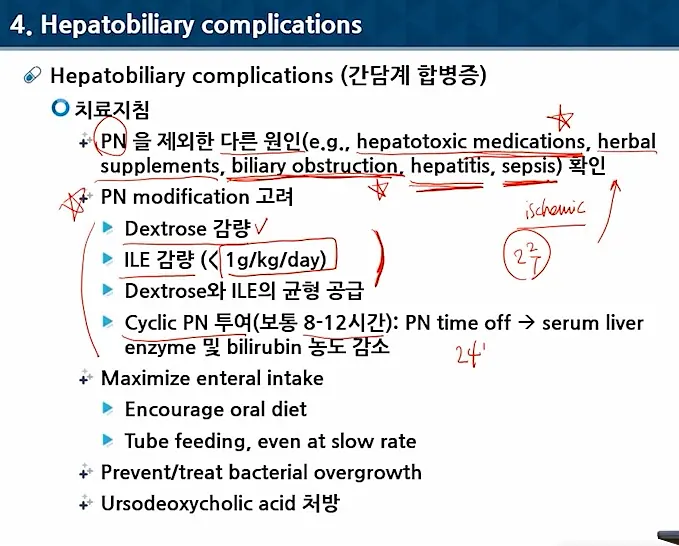 4. Hepatobiliary complications
Hepatobiliary complications (간담계 합병증)
치료지침
PN 을 제외한 다른 원인(e.g., hepatotoxic medications, herbal
supplements, biliary obstruction, hepatitis, sepsis) 확인
PN modification 고려
ischemic
Dextrose 감량
ILE 감량 (< 1g/kg/day)
Dextrose와 ILE의 균형 공급
Cyclic PN 투여(보통 8-12시간): PN time off → serum liver
enzyme 및 bilirubin 농도 감소
24
Maximize enteral intake
Encourage oral diet
Tube feeding, even at slow rate
Prevent/treat bacterial overgrowth
Ursodeoxycholic acid 처방